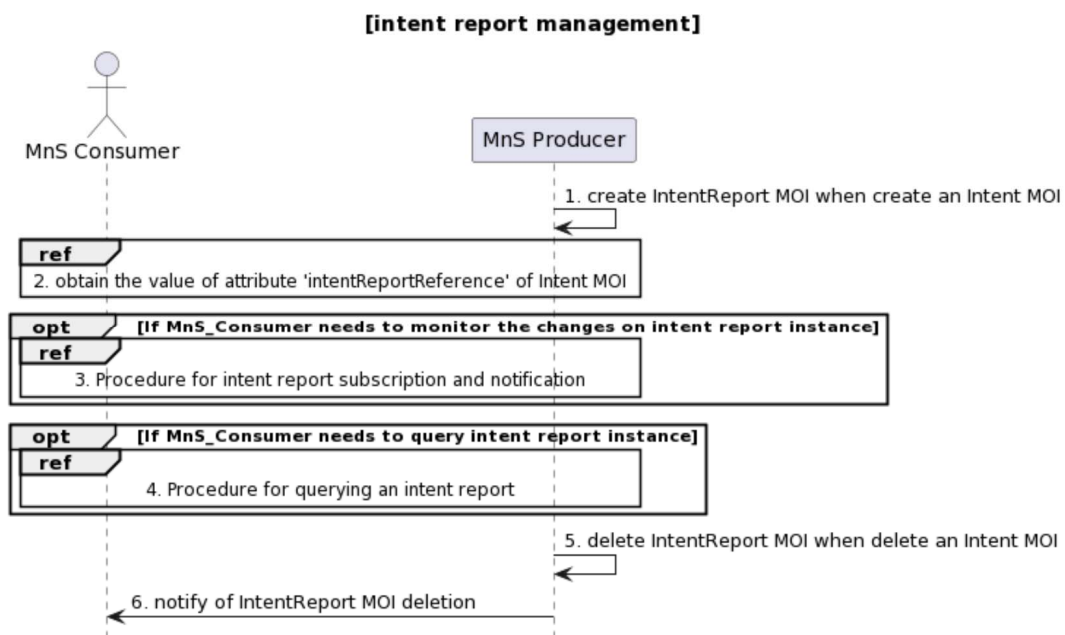 [intent report management]
MnS Consumer
MnS Producer
1. create IntentReport MOI when create an Intent MOI
ref
2. obtain the value of attribute 'intentReportReference' of Intent MOI
opt [If MnS_Consumer needs to monitor the changes on intent report instance]
ref
3. Procedure for intent report subscription and notification
opt [If MnS_Consumer needs to query intent report instance]
ref
4. Procedure for querying an intent report
5. delete IntentReport MOI when delete an Intent MOI
6. notify of IntentReport MOI deletion